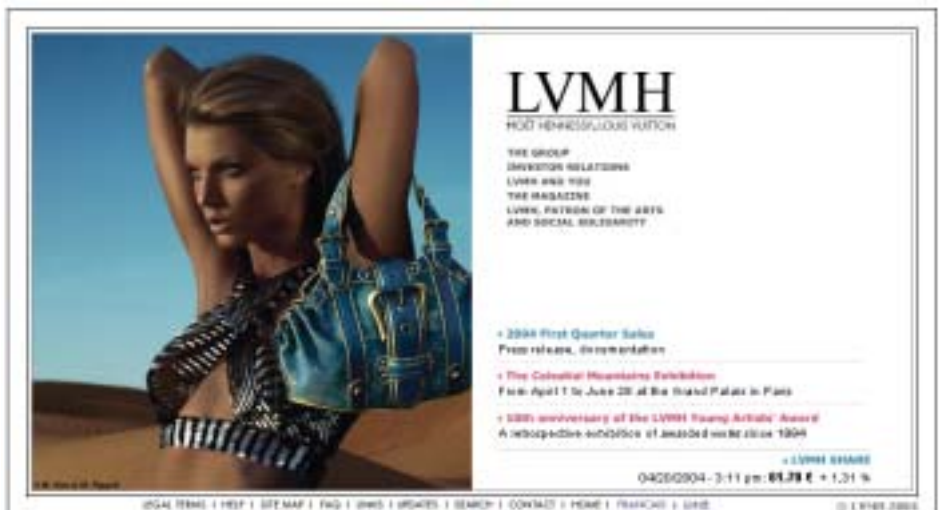 LVMH
MOËT HENNESSY. LOUIS VUITTON
THE GROUP
INVESTOR RELATIONS
LVMH AND YOU
THE MAGAZINE
LVMH, PATRON OF THE ARTS
AND SOCIAL SOLIDARITY
2004 First Quarter Sales
Press release, documentation
The Celestial Mountains Exhibition
From April 1 to June 28 at the Grand Palais in Paris
10th anniversary of the LVMH Young Artists' Award
A retrospective exhibition of awarded works since 1994
LVMH SHARE
04/20/2004 - 3:11 pm: 61,75 € + 1,31 %
LEGAL TERMS | HELP | SITE MAP | FAQ | LINKS | UPDATES | SEARCH | CONTACT | HOME | FRANCAIS |
© LVMH 2004